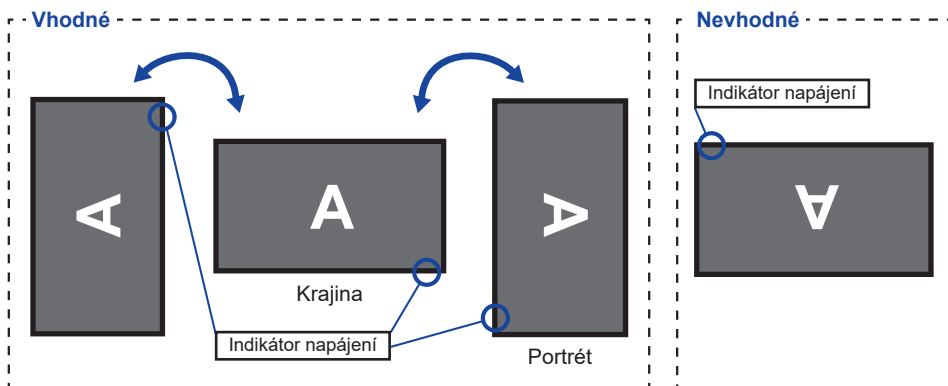 Vhodné
Nevhodné
Indikátor napájení
A
A
A
A
Krajina
Indikátor napájení
Portrét